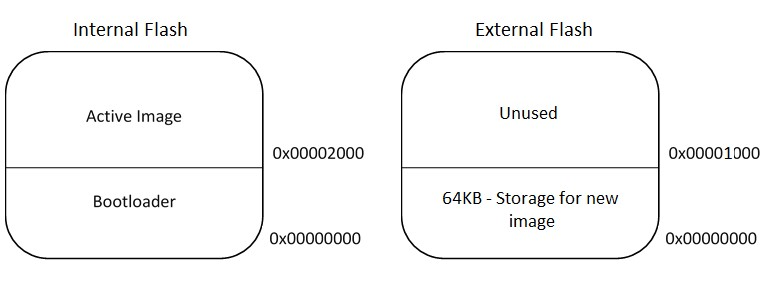 Internal Flash
Active Image
0x00002000
Bootloader
0x00000000
External Flash
Unused
0x00001000
64KB - Storage for new
image
0x00000000